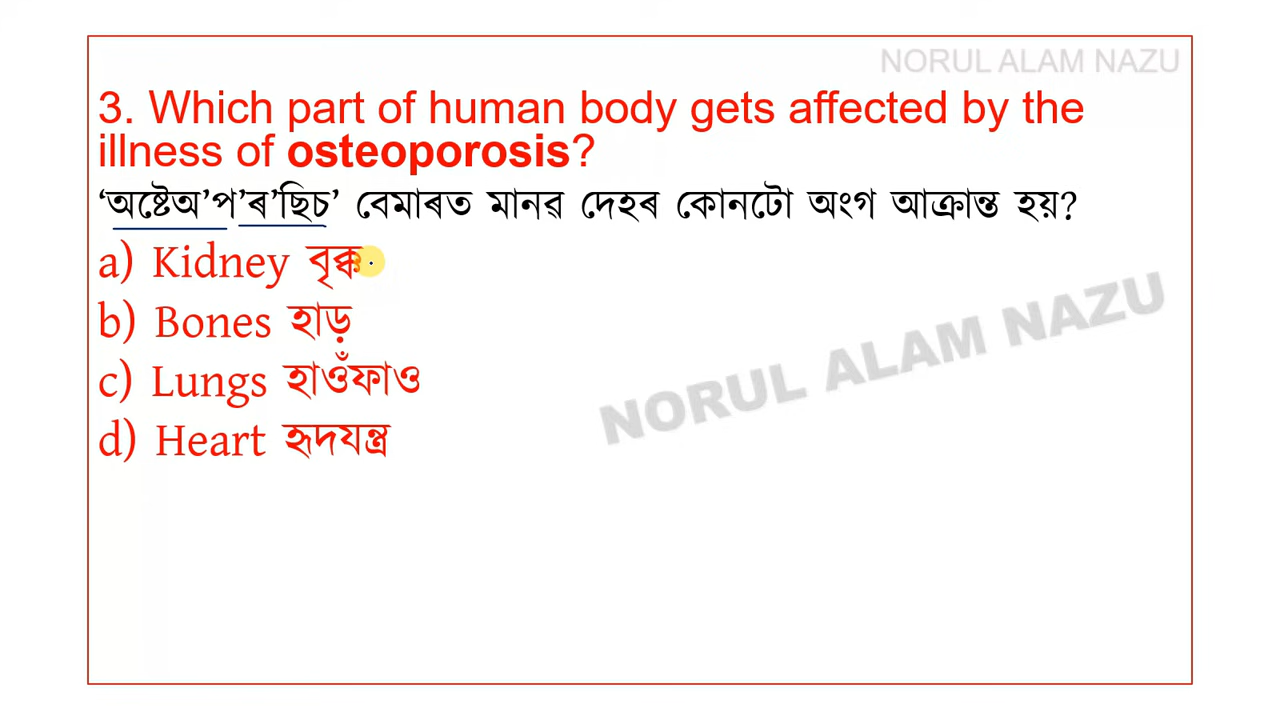 NORUL ALAM NAZU
3. Which part of human body gets affected by the
illness of osteoporosis?
‘অষ্টেঅ’প’ৰ’ছিচ’ বেমাৰত মানৱ দেহৰ কোনটো অংগ আক্ৰান্ত হয়?
a) Kidney বৃক্ক
b) Bones হাড়
c) Lungs হাওঁফাও
d) Heart হৃদযন্ত্ৰ
NORUL ALAM NAZU